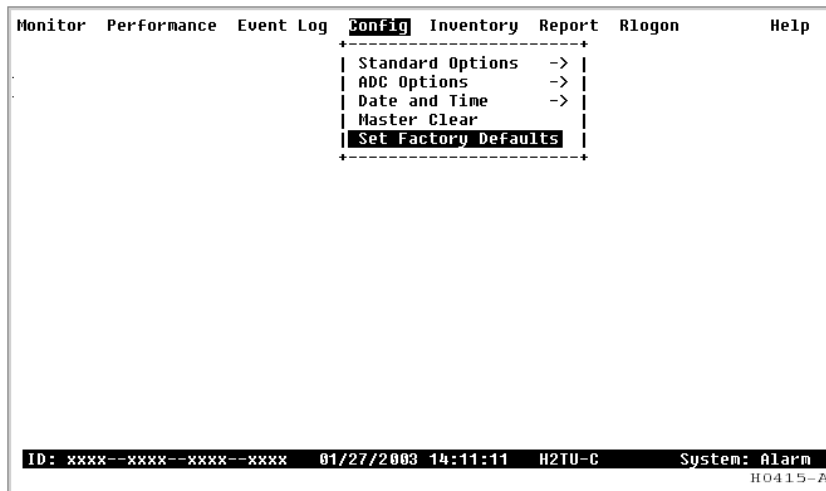 Monitor Performance Event Log Config Inventory Report Rlogon Help
Standard Options ->
ADC Options ->
Date and Time ->
Master Clear
Set Factory Defaults
ID: xxxx--xxxx--xxxx--xxxx 01/27/2003 14:11:11 H2TU-C System: Alarm
H0415-A